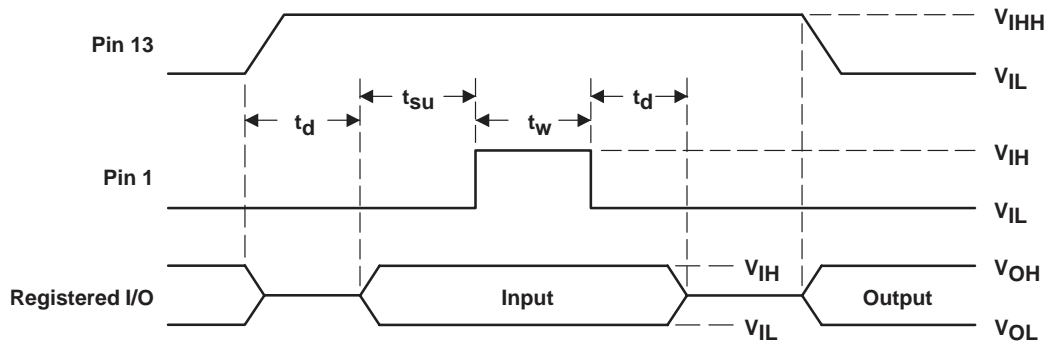 Pin 13
V_IHH
V_IL
t_d
t_su
t_w
t_d
Pin 1
V_IH
V_IL
Registered I/O
V_IH
Input
V_IL
Output
V_OH
V_OL